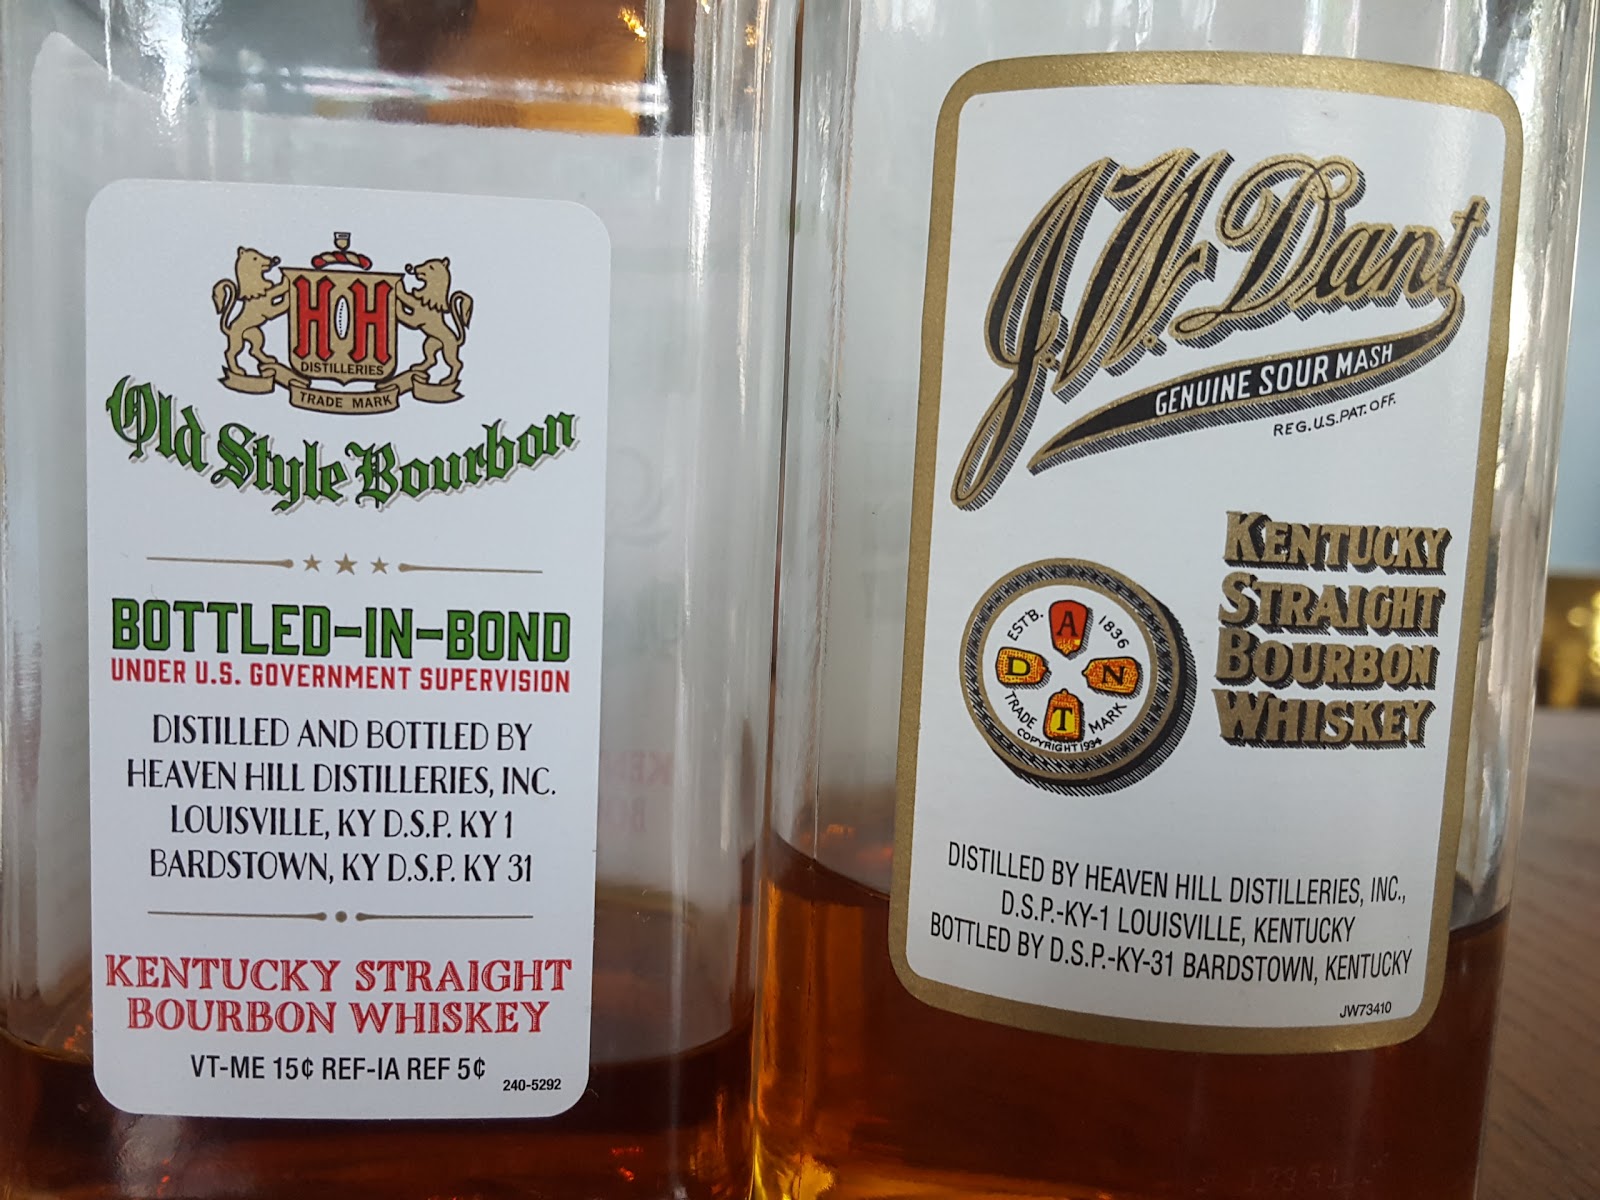 H H
DISTILLERIES
TRADE MARK
Old Style Bourbon
BOTTLED-IN-BOND
UNDER U.S. GOVERNMENT SUPERVISION
DISTILLED AND BOTTLED BY
HEAVEN HILL DISTILLERIES, INC.
LOUISVILLE, KY D.S.P. KY 1
BARDSTOWN, KY D.S.P. KY 31
KENTUCKY STRAIGHT
BOURBON WHISKEY
VT-ME 15¢ REF-IA REF 5¢
240-5292
J.W. Dant
GENUINE SOUR MASH
REG. U.S. PAT. OFF.
KENTUCKY
STRAIGHT
BOURBON
WHISKEY
ESTB. 1836
D A N T
TRADE MARK
COPYRIGHT 1994
DISTILLED BY HEAVEN HILL DISTILLERIES, INC.,
D.S.P.-KY-1 LOUISVILLE, KENTUCKY
BOTTLED BY D.S.P.-KY-31 BARDSTOWN, KENTUCKY
JW73410